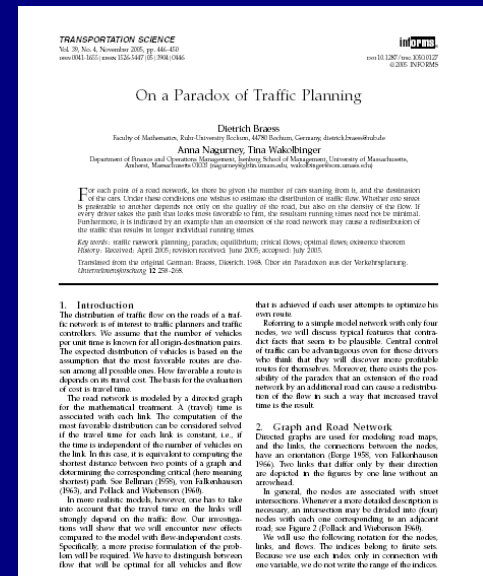 TRANSPORTATION SCIENCE
Vol. 39, No. 4, November 2005, pp. 446–450
issn 0041-1655 | eissn 1526-5447 | 05 | 3904 | 0446
informs
doi 10.1287/trsc.1050.0127
©2005 INFORMS
On a Paradox of Traffic Planning
Dietrich Braess
Faculty of Mathematics, Ruhr-University Bochum, 44780 Bochum, Germany, dietrich.braess@rub.de
Anna Nagurney, Tina Wakolbinger
Department of Finance and Operations Management, Isenberg School of Management, University of Massachusetts,
Amherst, Massachusetts 01003 {nagurney@gbfin.umass.edu, wakolbinger@som.umass.edu}
For each point of a road network, let there be given the number of cars starting from it, and the destination
of the cars. Under these conditions one wishes to estimate the distribution of traffic flow. Whether one street
is preferable to another depends not only on the quality of the road, but also on the density of the flow. If
every driver takes the path that looks most favorable to him, the resultant running times need not be minimal.
Furthermore, it is indicated by an example that an extension of the road network may cause a redistribution
of the traffic that results in longer individual running times.
Key words: traffic network planning; paradox; equilibrium; critical flows; optimal flows; existence theorem
History: Received: April 2005; revision received: June 2005; accepted: July 2005.
Translated from the original German: Braess, Dietrich. 1968. Über ein Paradoxon aus der Verkehrsplanung.
Unternehmensforschung 12 258–268.
1. Introduction
The distribution of traffic flow on the roads of a traf-
fic network is of interest to traffic planners and traffic
controllers. We assume that the number of vehicles
per unit time is known for all origin-destination pairs.
The expected distribution of vehicles is based on the
assumption that the most favorable routes are cho-
sen among all possible ones. How favorable a route is
depends on its travel cost. The basis for the evaluation
of cost is travel time.
The road network is modeled by a directed graph
for the mathematical treatment. A (travel) time is
associated with each link. The computation of the
most favorable distribution can be considered solved
if the travel time for each link is constant, i.e., if
the time is independent of the number of vehicles on
the link. In this case, it is equivalent to computing the
shortest distance between two points of a graph and
determining the corresponding critical (here meaning
shortest) path. See Bellman (1958), von Falkenhausen
(1963), and Pollack and Wiebenson (1960).
In more realistic models, however, one has to take
into account that the travel time on the links will
strongly depend on the traffic flow. Our investiga-
tions will show that we will encounter new effects
compared to the model with flow-independent costs.
Specifically, a more precise formulation of the prob-
lem will be required. We have to distinguish between
flow that will be optimal for all vehicles and flow
that is achieved if each user attempts to optimize his
own route.
Referring to a simple model network with only four
nodes, we will discuss typical features that contra-
dict facts that seem to be plausible. Central control
of traffic can be advantageous even for those drivers
who think that they will discover more profitable
routes for themselves. Moreover, there exists the pos-
sibility of the paradox that an extension of the road
network by an additional road can cause a redistribu-
tion of the flow in such a way that increased travel
time is the result.
2. Graph and Road Network
Directed graphs are used for modeling road maps,
and the links, the connections between the nodes,
have an orientation (Berge 1958, von Falkenhausen
1966). Two links that differ only by their direction
are depicted in the figures by one line without an
arrowhead.
In general, the nodes are associated with street
intersections. Whenever a more detailed description is
necessary, an intersection may be divided into (four)
nodes with each one corresponding to an adjacent
road; see Figure 2 (Pollack and Wiebenson 1960).
We will use the following notation for the nodes,
links, and flows. The indices belong to finite sets.
Because we use each index only in connection with
one variable, we do not write the range of the indices.